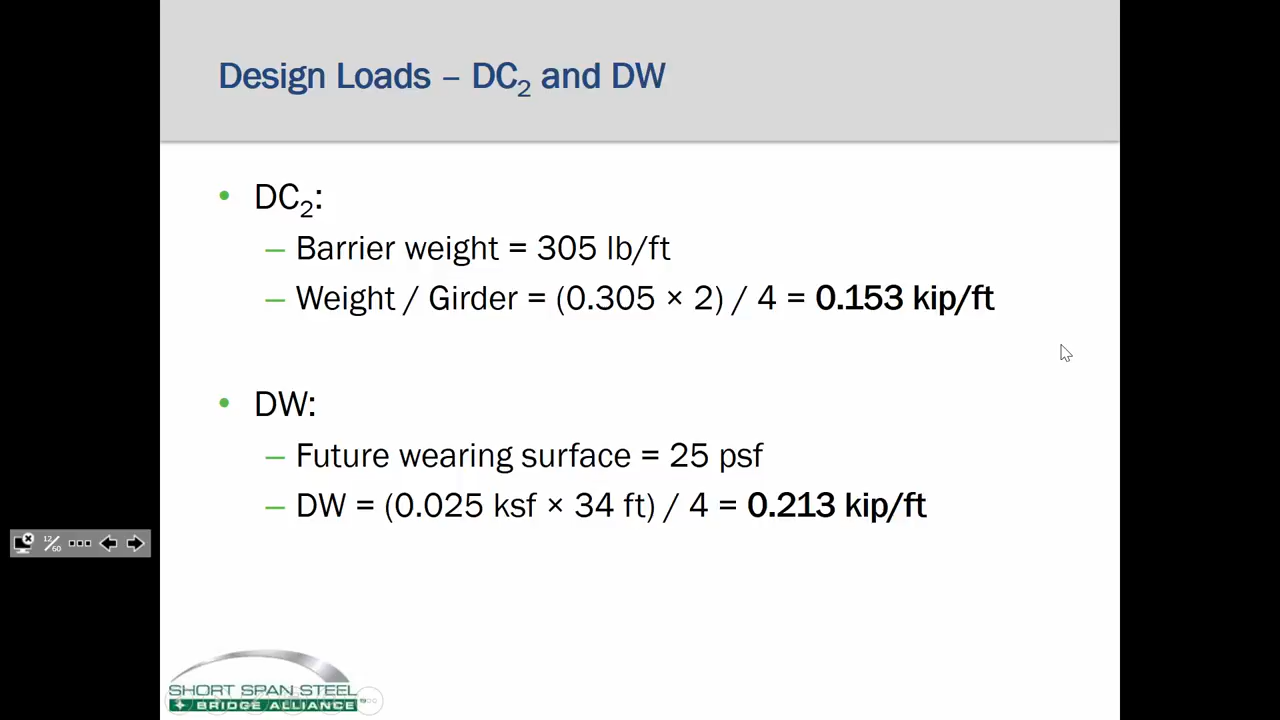 Design Loads – DC₂ and DW
• DC₂:
– Barrier weight = 305 lb/ft
– Weight / Girder = (0.305 × 2) / 4 = 0.153 kip/ft
• DW:
– Future wearing surface = 25 psf
– DW = (0.025 ksf × 34 ft) / 4 = 0.213 kip/ft
12/60
SHORT SPAN STEEL
BRIDGE ALLIANCE